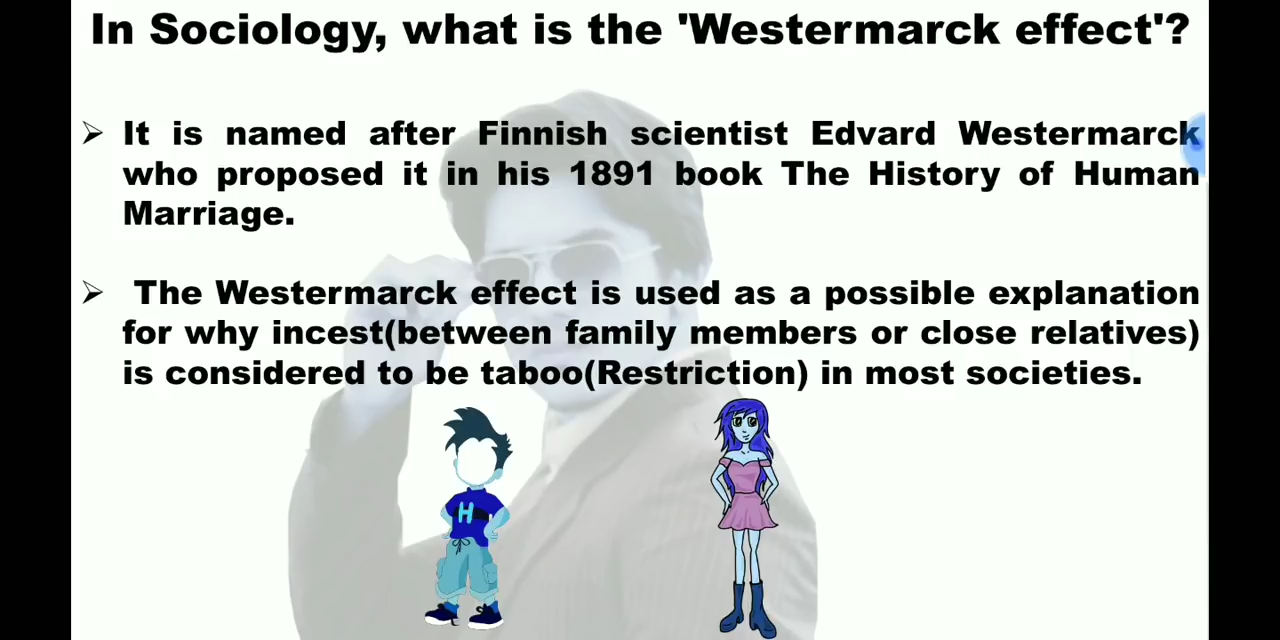 In Sociology, what is the 'Westermarck effect'?
➢ It is named after Finnish scientist Edvard Westermarck
who proposed it in his 1891 book The History of Human
Marriage.
➢ The Westermarck effect is used as a possible explanation
for why incest(between family members or close relatives)
is considered to be taboo(Restriction) in most societies.
H